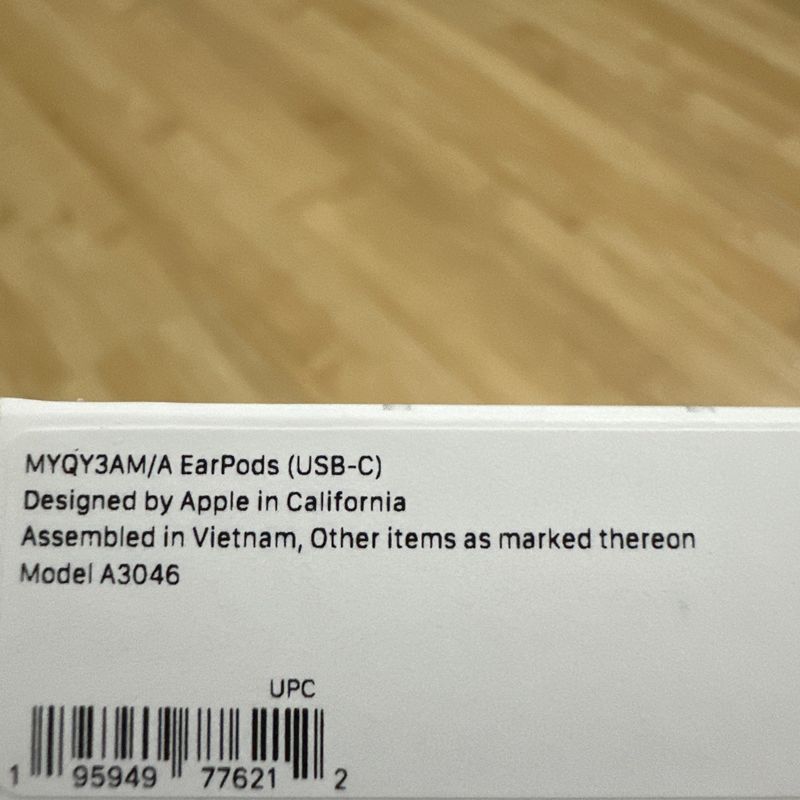 MYQY3AM/A EarPods (USB-C)
Designed by Apple in California
Assembled in Vietnam, Other items as marked thereon
Model A3046
UPC
1 95949 77621 2